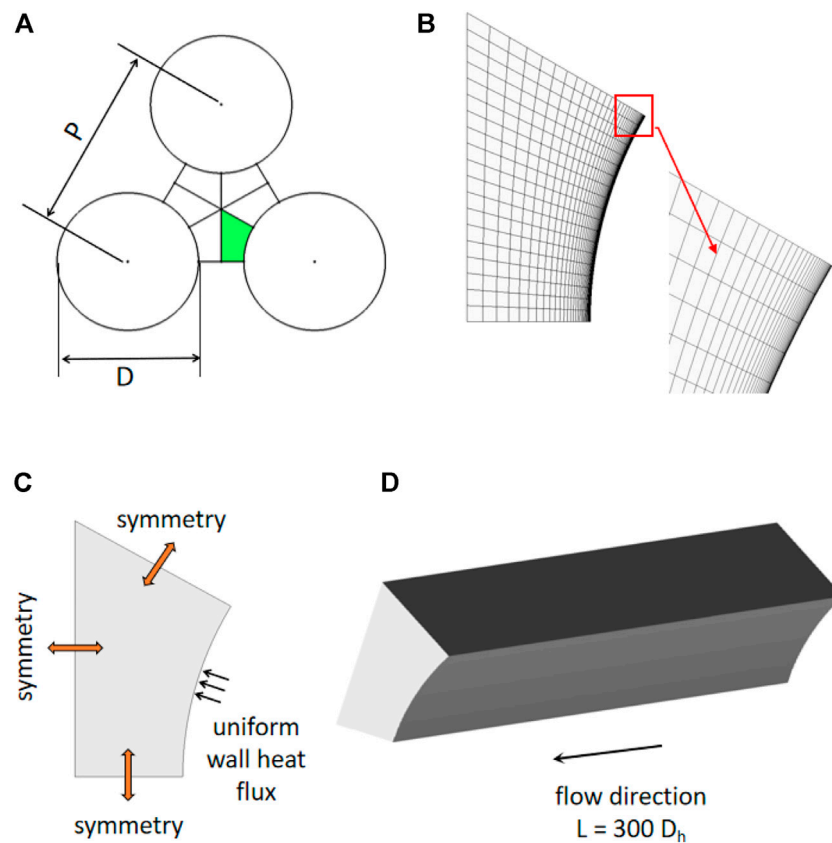 A
P
D
B
C
symmetry
symmetry
uniform
wall heat
flux
symmetry
D
flow direction
L = 300 Dₕ